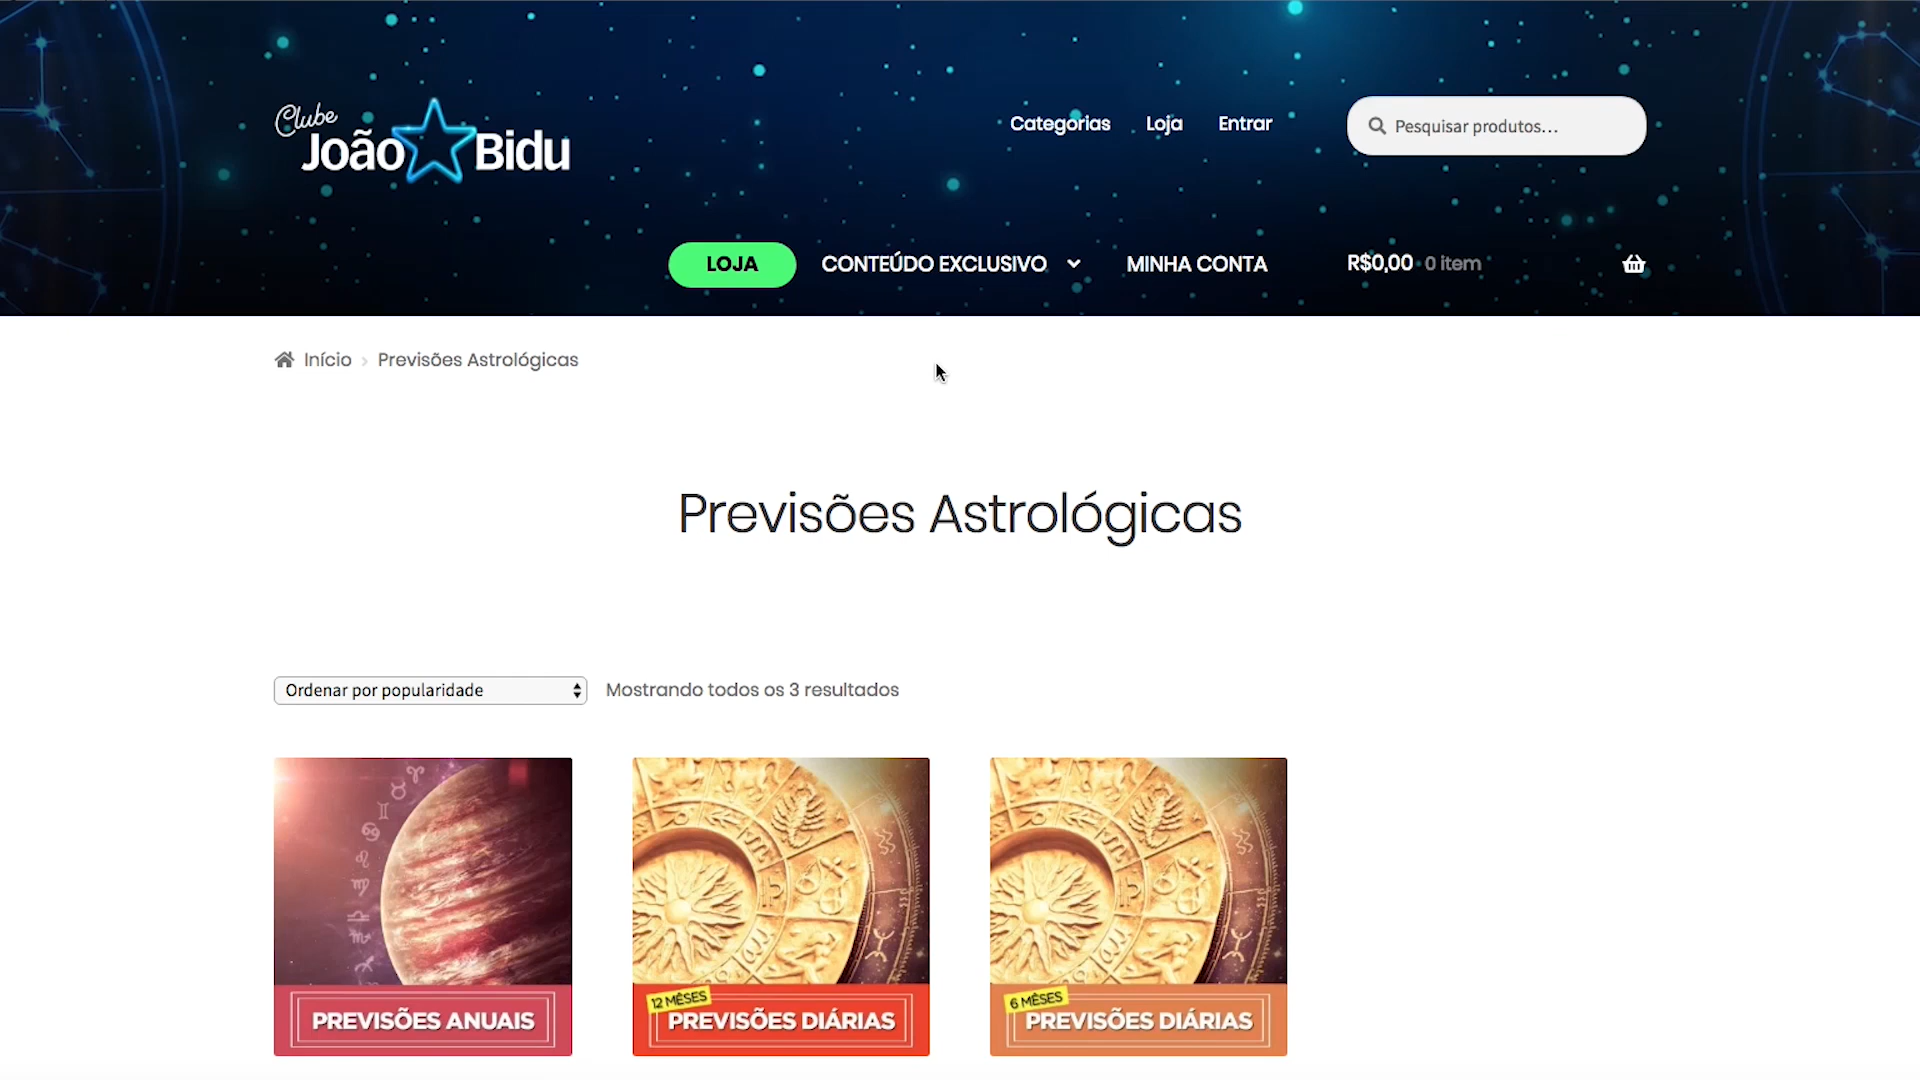 Clube
João Bidu
Categorias
Loja
Entrar
Pesquisar produtos...
LOJA
CONTEÚDO EXCLUSIVO
MINHA CONTA
R$0,00 0 item
Início › Previsões Astrológicas
Previsões Astrológicas
Ordenar por popularidade
Mostrando todos os 3 resultados
PREVISÕES ANUAIS
12 MÊSES
PREVISÕES DIÁRIAS
6 MÊSES
PREVISÕES DIÁRIAS